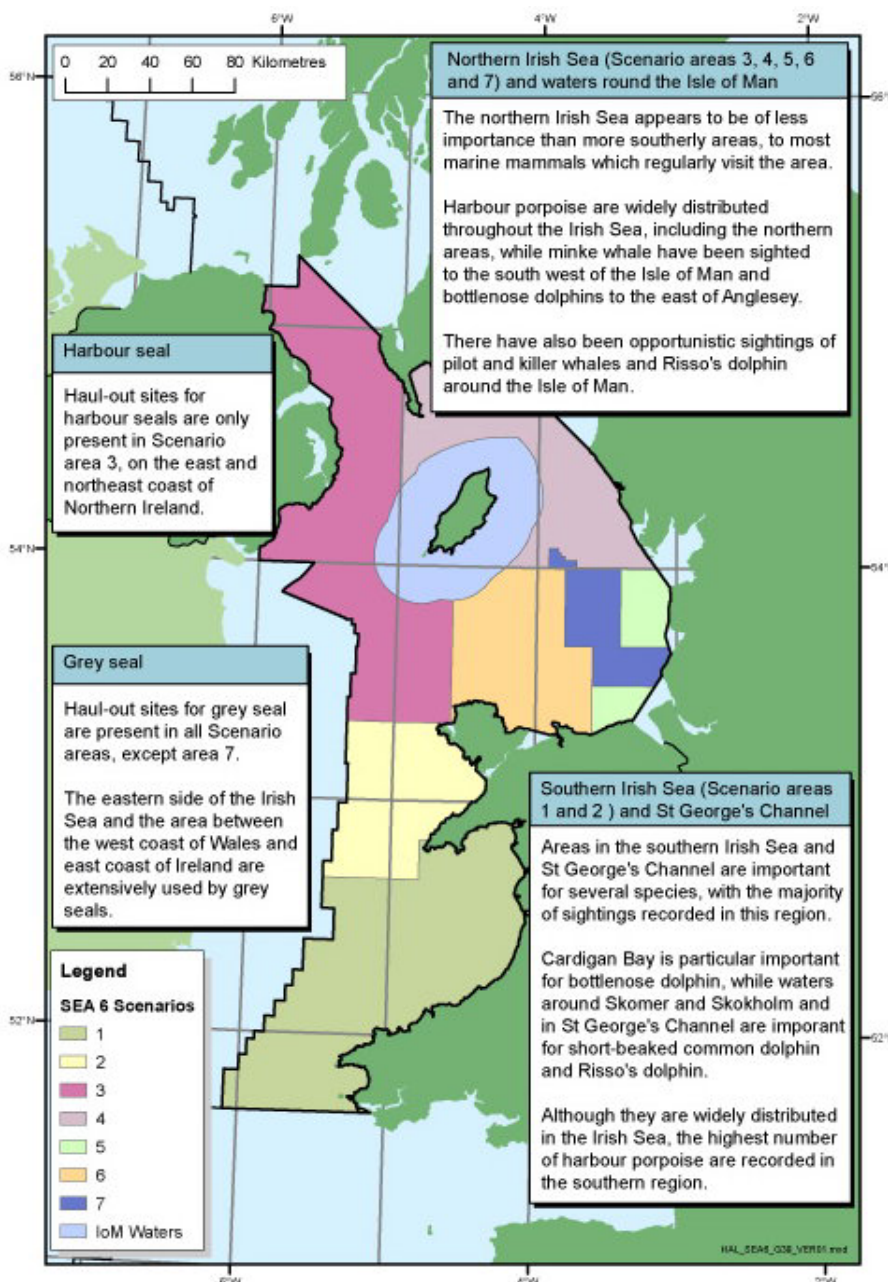 6°W
4°W
2°W
0 20 40 60 80 Kilometres
56°N
Northern Irish Sea (Scenario areas 3, 4, 5, 6
and 7) and waters round the Isle of Man
The northern Irish Sea appears to be of less
importance than more southerly areas, to most
marine mammals which regularly visit the area.
Harbour porpoise are widely distributed
throughout the Irish Sea, including the northern
areas, while minke whale have been sighted
to the south west of the Isle of Man and
bottlenose dolphins to the east of Anglesey.
There have also been opportunistic sightings of
pilot and killer whales and Risso's dolphin
around the Isle of Man.
Harbour seal
Haul-out sites for
harbour seals are only
present in Scenario
area 3, on the east and
northeast coast of
Northern Ireland.
54°N
54°N
Grey seal
Haul-out sites for grey seal
are present in all Scenario
areas, except area 7.
The eastern side of the Irish
Sea and the area between
the west coast of Wales and
east coast of Ireland are
extensively used by grey
seals.
Southern Irish Sea (Scenario areas
1 and 2 ) and St George's Channel
Areas in the southern Irish Sea and
St George's Channel are important
for several species, with the majority
of sightings recorded in this region.
Cardigan Bay is particular important
for bottlenose dolphin, while waters
around Skomer and Skokholm and
in St George's Channel are imporant
for short-beaked common dolphin
and Risso's dolphin.
Although they are widely distributed
in the Irish Sea, the highest number
of harbour porpoise are recorded in
the southern region.
Legend
SEA 6 Scenarios
1
2
3
4
5
6
7
IoM Waters
52°N
HAL_SEA6_G39_VER01.mxd